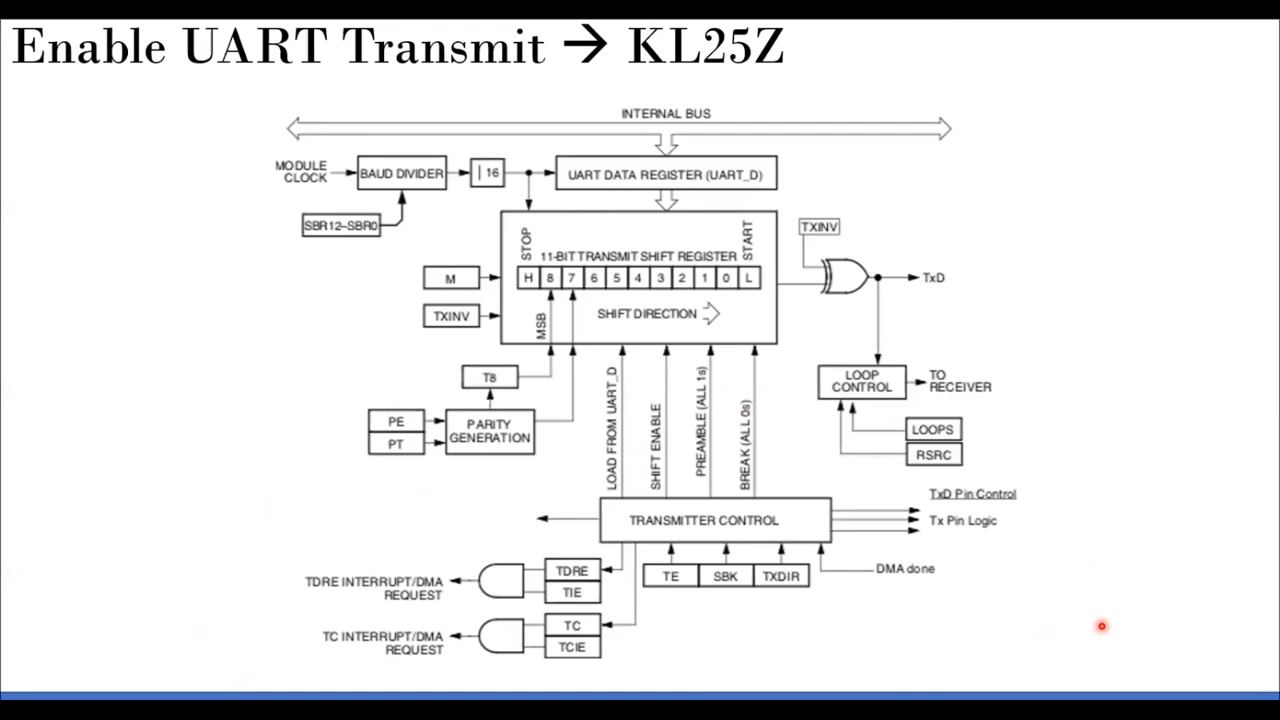 Enable UART Transmit → KL25Z
INTERNAL BUS
MODULE
CLOCK
BAUD DIVIDER
| 16
UART DATA REGISTER (UART_D)
SBR12–SBR0
STOP
11-BIT TRANSMIT SHIFT REGISTER
START
TXINV
M
H 8 7 6 5 4 3 2 1 0 L
TxD
TXINV
MSB
SHIFT DIRECTION
T8
LOOP
CONTROL
TO
RECEIVER
PE
PT
PARITY
GENERATION
LOAD FROM UART_D
SHIFT ENABLE
PREAMBLE (ALL 1s)
BREAK (ALL 0s)
LOOPS
RSRC
TRANSMITTER CONTROL
TxD Pin Control
Tx Pin Logic
TDRE INTERRUPT/DMA
REQUEST
TDRE
TIE
TE
SBK
TXDIR
DMA done
TC INTERRUPT/DMA
REQUEST
TC
TCIE